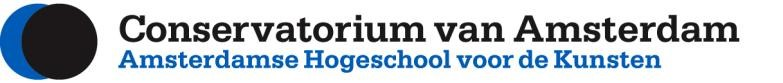 Conservatorium van Amsterdam
Amsterdamse Hogeschool voor de Kunsten